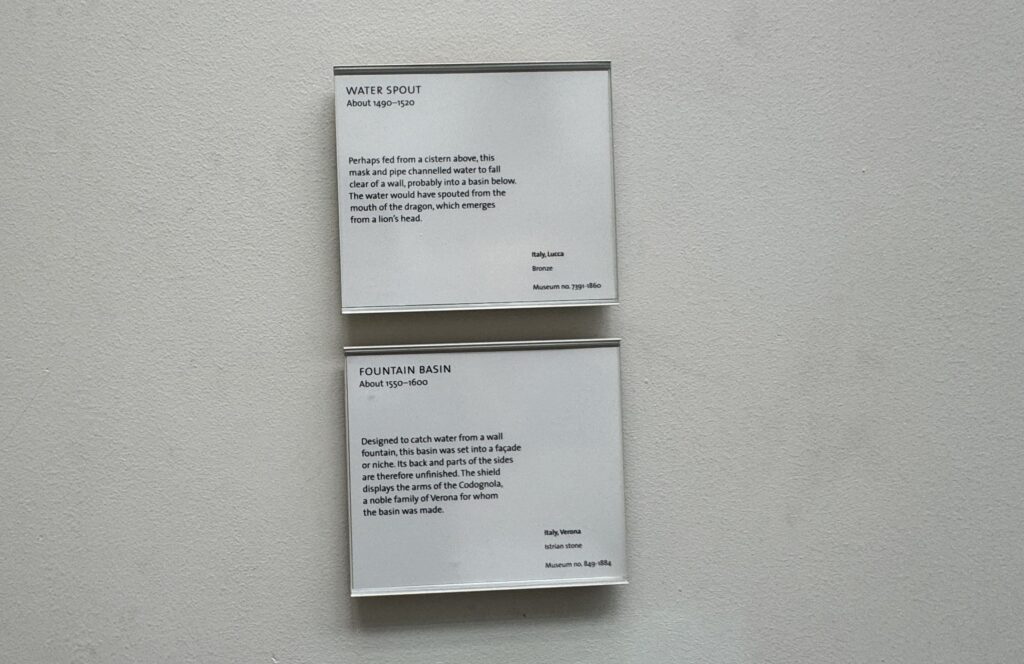 WATER SPOUT
About 1490–1520
Perhaps fed from a cistern above, this
mask and pipe channelled water to fall
clear of a wall, probably into a basin below.
The water would have spouted from the
mouth of the dragon, which emerges
from a lion's head.
Italy, Lucca
Bronze
Museum no. 7391-1860
FOUNTAIN BASIN
About 1550–1600
Designed to catch water from a wall
fountain, this basin was set into a façade
or niche. Its back and parts of the sides
are therefore unfinished. The shield
displays the arms of the Codognola,
a noble family of Verona for whom
the basin was made.
Italy, Verona
Istrian stone
Museum no. 849-1884